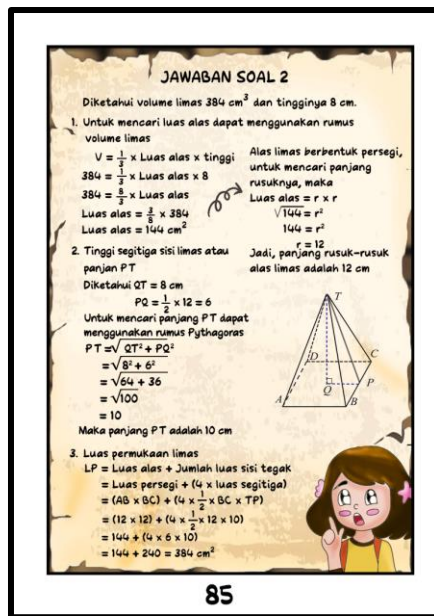 JAWABAN SOAL 2
Diketahui volume limas 384 cm³ dan tingginya 8 cm.
1. Untuk mencari luas alas dapat menggunakan rumus
volume limas
V = 1/3 x Luas alas x tinggi
384 = 1/3 x Luas alas x 8
384 = 8/3 x Luas alas
Luas alas = 3/8 x 384
Luas alas = 144 cm²
Alas limas berbentuk persegi,
untuk mencari panjang
rusuknya, maka
Luas alas = r x r
√144 = r²
144 = r²
r = 12
Jadi, panjang rusuk-rusuk
alas limas adalah 12 cm
2. Tinggi segitiga sisi limas atau
panjan PT
Diketahui QT = 8 cm
PQ = 1/2 x 12 = 6
Untuk mencari panjang PT dapat
menggunakan rumus Pythagoras
PT = √QT² + PQ²
= √8² + 6²
= √64 + 36
= √100
= 10
Maka panjang PT adalah 10 cm
T
D
C
Q
P
A
B
3. Luas permukaan limas
LP = Luas alas + Jumlah luas sisi tegak
= Luas persegi + (4 x luas segitiga)
= (AB x BC) + (4 x 1/2 x BC x TP)
= (12 x 12) + (4 x 1/2 x 12 x 10)
= 144 + (4 x 6 x 10)
= 144 + 240 = 384 cm²
85